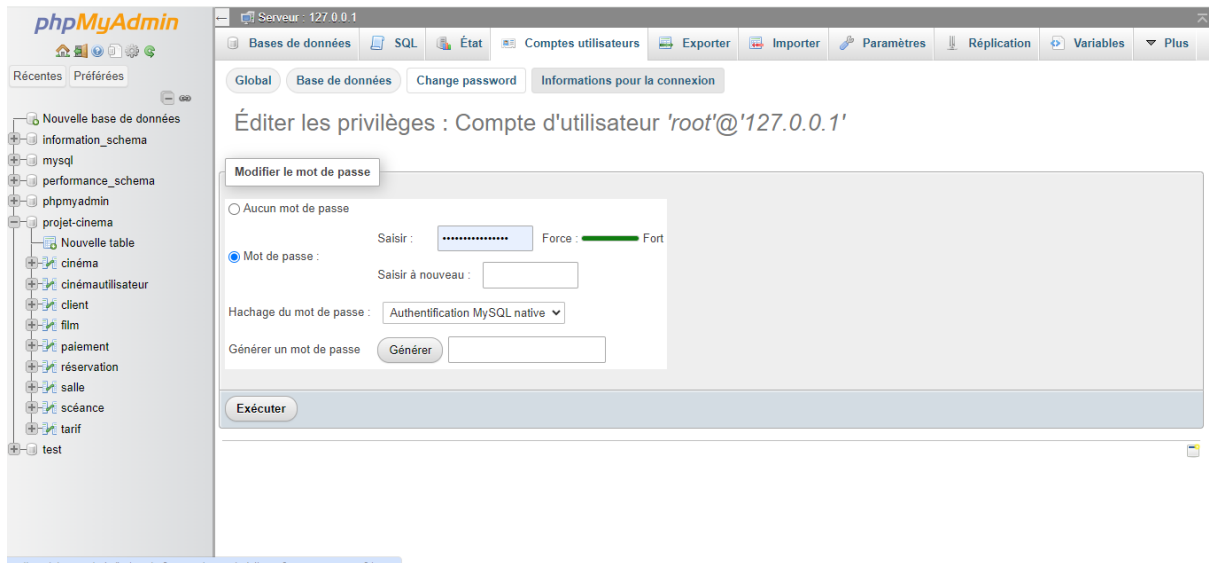 phpMyAdmin
Récentes Préférées
Nouvelle base de données
information_schema
mysql
performance_schema
phpmyadmin
projet-cinema
Nouvelle table
cinéma
cinémautilisateur
client
film
paiement
réservation
salle
scéance
tarif
test
Serveur : 127.0.0.1
Bases de données SQL État Comptes utilisateurs Exporter Importer Paramètres Réplication Variables Plus
Global Base de données Change password Informations pour la connexion
Éditer les privilèges : Compte d'utilisateur 'root'@'127.0.0.1'
Modifier le mot de passe
Aucun mot de passe
Mot de passe :
Saisir : •••••••••••••••• Force : Fort
Saisir à nouveau :
Hachage du mot de passe : Authentification MySQL native
Générer un mot de passe Générer
Exécuter